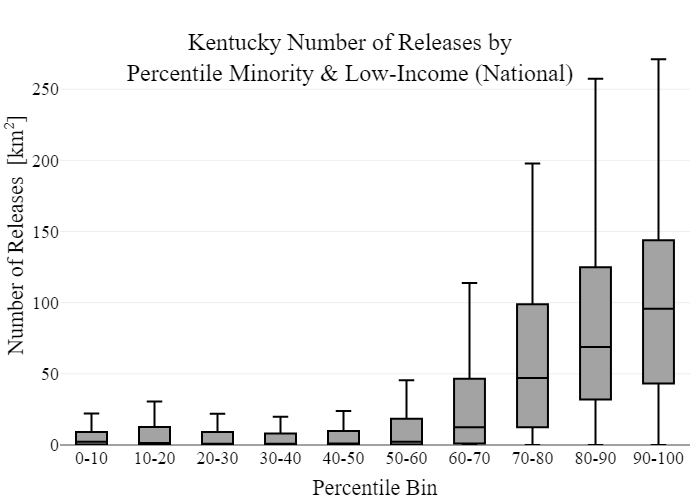 Kentucky Number of Releases by
Percentile Minority & Low-Income (National)
Number of Releases [km²]
250
200
150
100
50
0
0-10 10-20 20-30 30-40 40-50 50-60 60-70 70-80 80-90 90-100
Percentile Bin